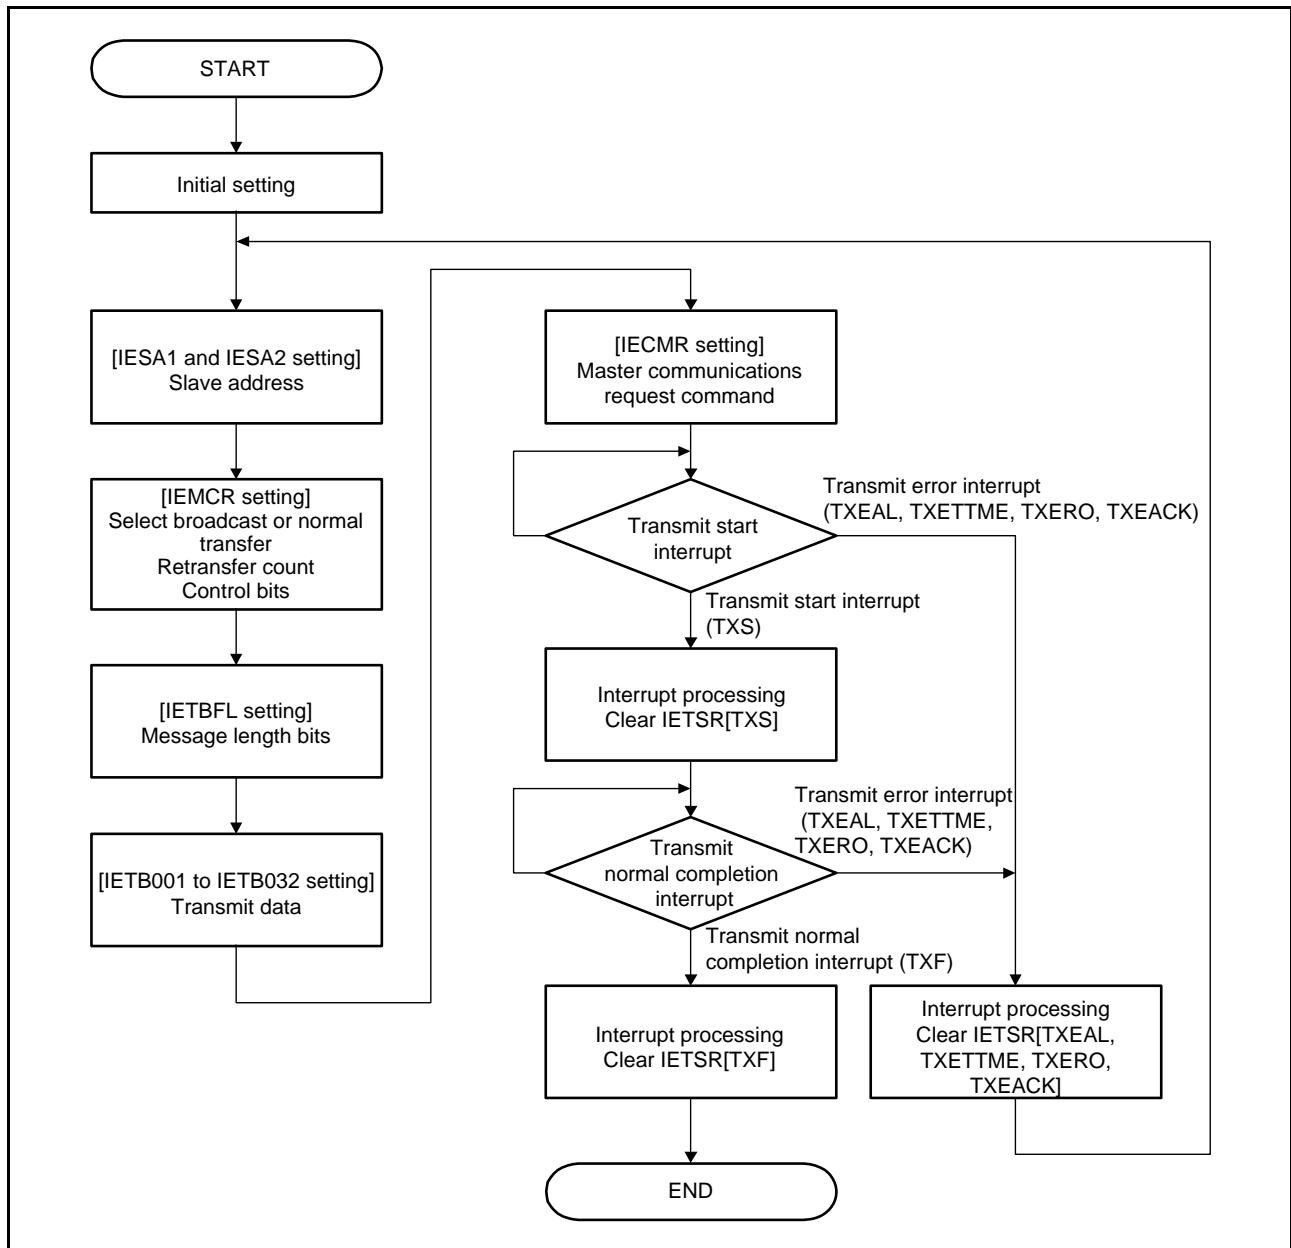 START
Initial setting
[IESA1 and IESA2 setting]
Slave address
[IEMCR setting]
Select broadcast or normal
transfer
Retransfer count
Control bits
[IETBFL setting]
Message length bits
[IETB001 to IETB032 setting]
Transmit data
[IECMR setting]
Master communications
request command
Transmit start
interrupt
Transmit error interrupt
(TXEAL, TXETTME, TXERO, TXEACK)
Transmit start interrupt
(TXS)
Interrupt processing
Clear IETSR[TXS]
Transmit
normal completion
interrupt
Transmit error interrupt
(TXEAL, TXETTME,
TXERO, TXEACK)
Transmit normal
completion interrupt (TXF)
Interrupt processing
Clear IETSR[TXF]
Interrupt processing
Clear IETSR[TXEAL,
TXETTME, TXERO,
TXEACK]
END